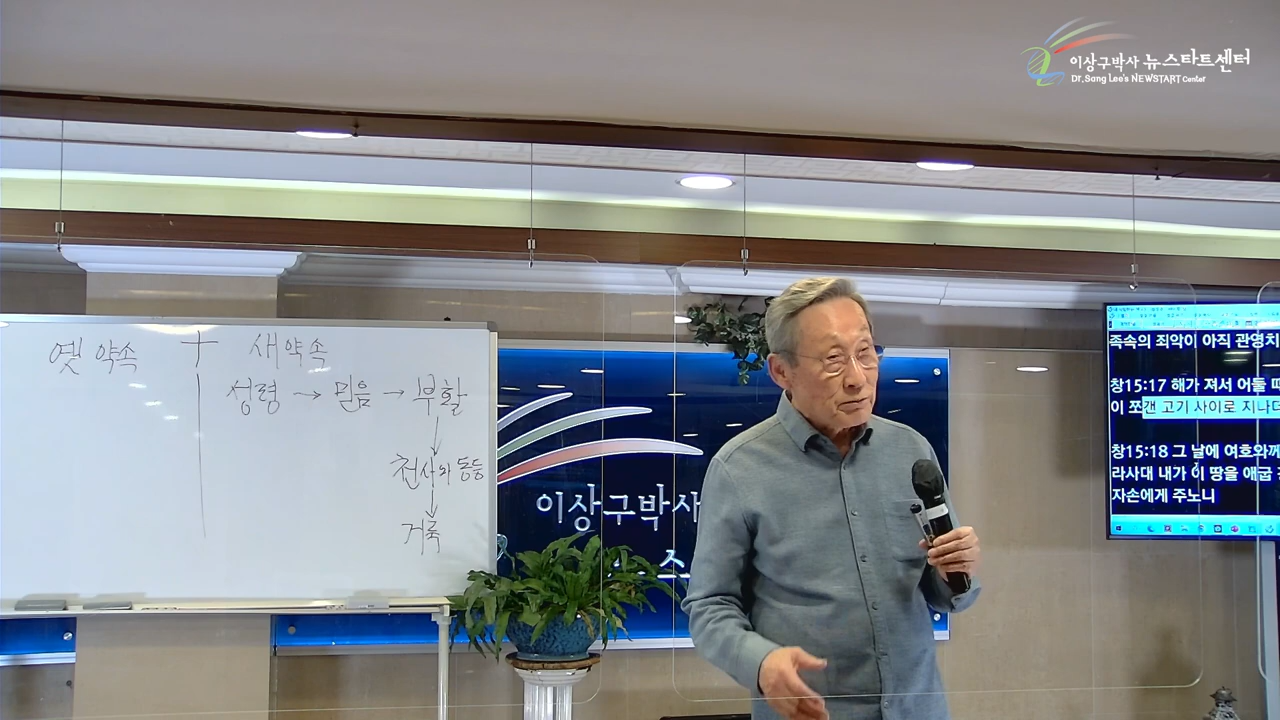 이상구박사 뉴스타트센터
Dr. Sang Lee's NEWSTART Center
옛 약속
새약속
성령 → 믿음 → 부활
천사와 동등
거룩
이상구박사
스
족속의 죄악이 아직 관영치
창15:17 해가 져서 어둘 때
이 쪼갠 고기 사이로 지나더
창15:18 그 날에 여호와께
라사대 내가 이 땅을 애굽 강
자손에게 주노니